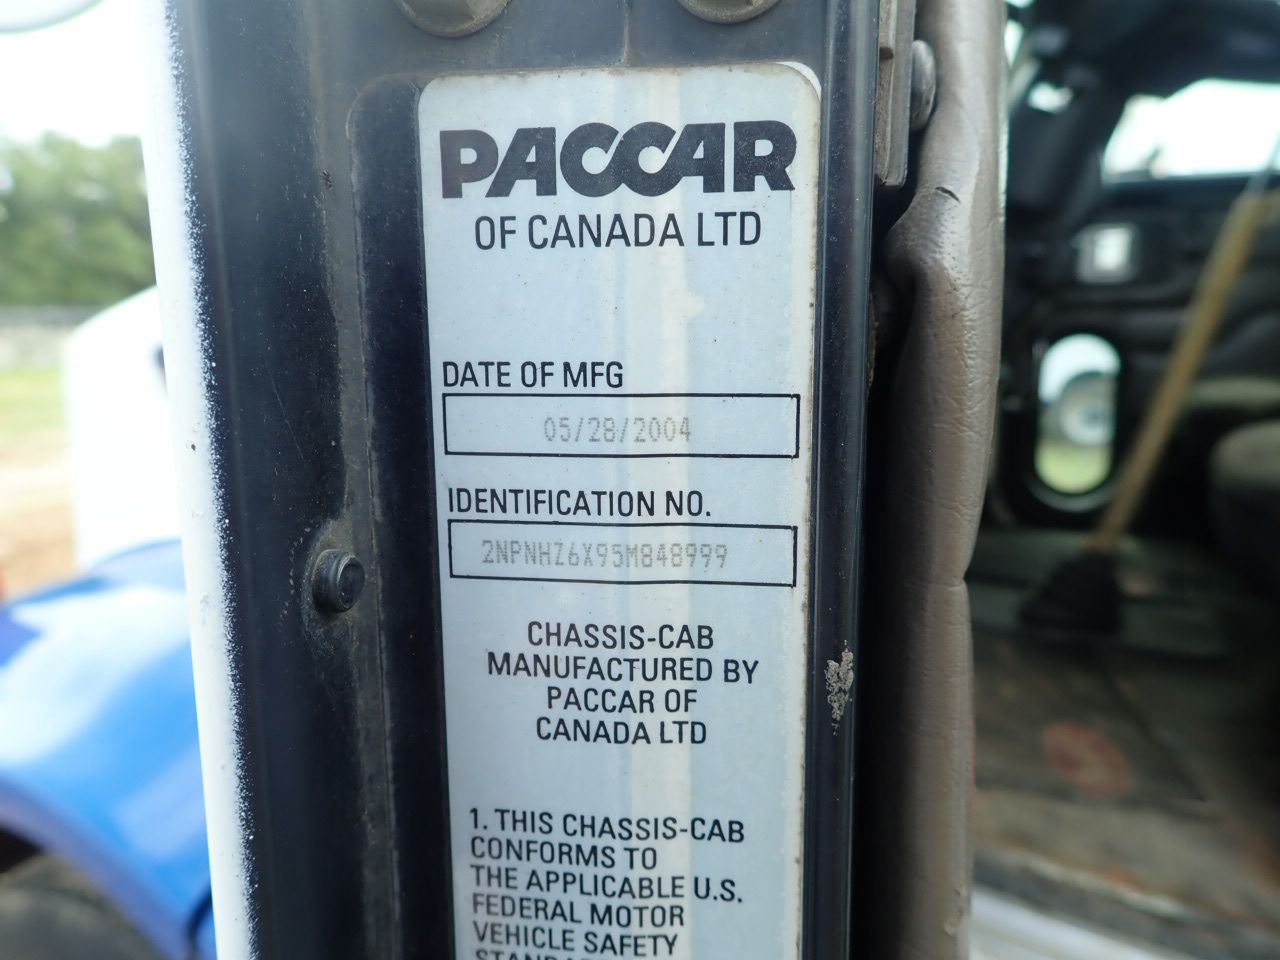 PACCAR
OF CANADA LTD
DATE OF MFG
05/28/2004
IDENTIFICATION NO.
2NPNHZ6X95M848999
CHASSIS-CAB
MANUFACTURED BY
PACCAR OF
CANADA LTD
1. THIS CHASSIS-CAB
CONFORMS TO
THE APPLICABLE U.S.
FEDERAL MOTOR
VEHICLE SAFETY